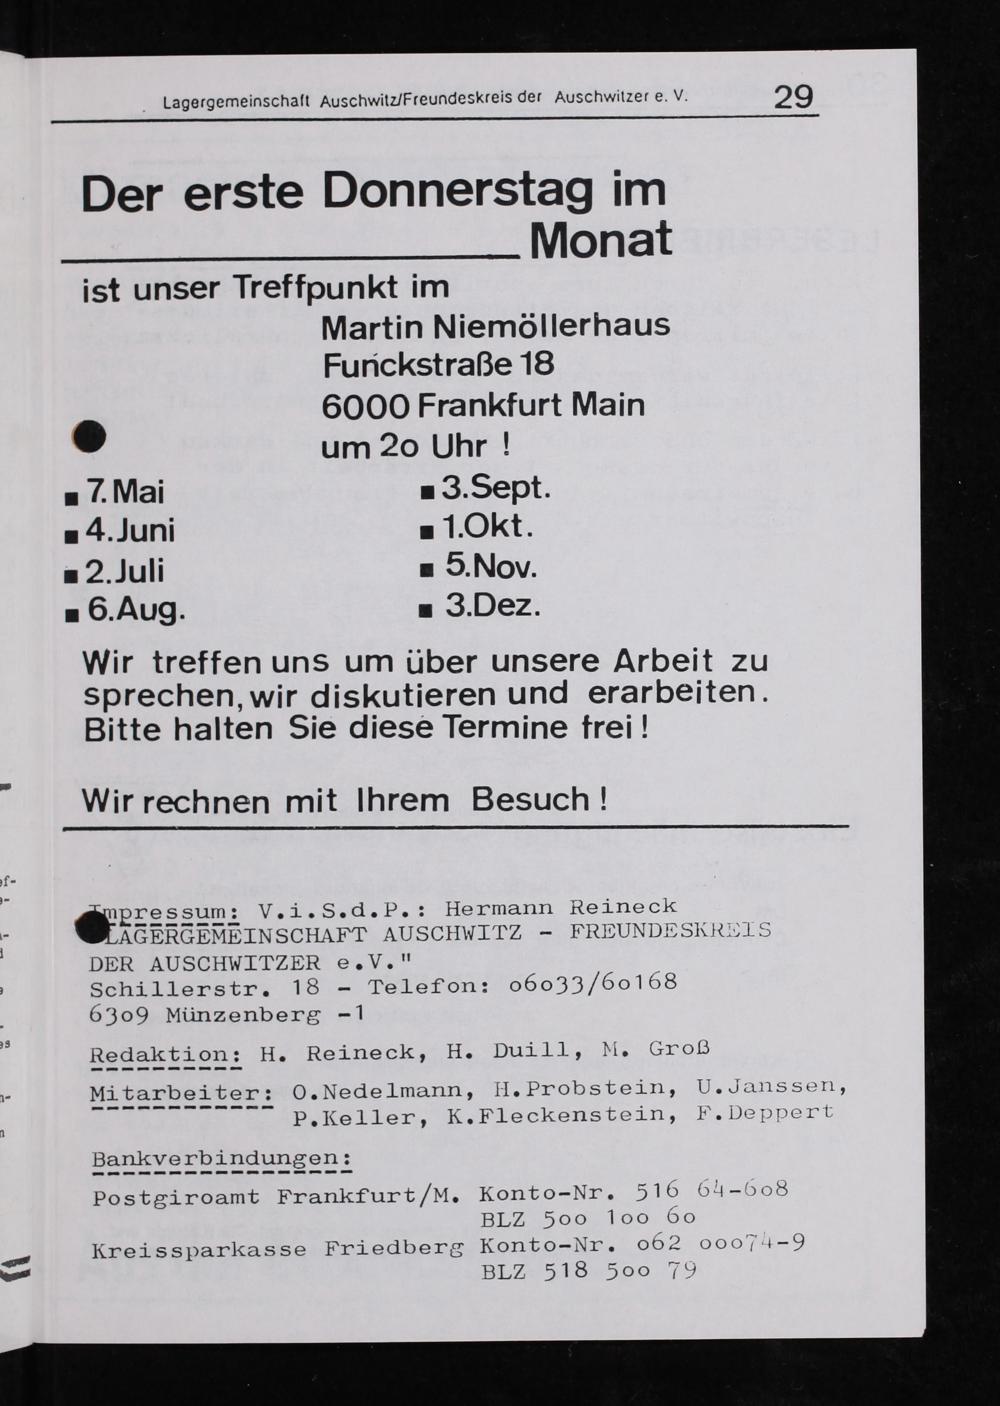 Lagergemeinschaft Auschwitz/Freundeskreis der Auschwitzer e. V. 29
Der erste Donnerstag im
Monat
ist unser Treffpunkt im
Martin Niemöllerhaus
Funckstraße 18
6000 Frankfurt Main
um 2o Uhr !
7. Mai
4.Juni
2.Juli
6.Aug.
3.Sept.
1.Okt.
5.Nov.
3.Dez.
Wir treffen uns um über unsere Arbeit zu
sprechen, wir diskutieren und erarbeiten.
Bitte halten Sie diese Termine frei !
Wir rechnen mit Ihrem Besuch !
Impressum: V.i.S.d.P.: Hermann Reineck
LAGERGEMEINSCHAFT AUSCHWITZ - FREUNDESKREIS
DER AUSCHWITZER e.V."
Schillerstr. 18 - Telefon: o6o33/6o168
63o9 Münzenberg -1
Redaktion: H. Reineck, H. Duill, M. Groß
Mitarbeiter: O.Nedelmann, H.Probstein, U.Janssen,
P.Keller, K.Fleckenstein, F.Deppert
Bankverbindungen:
Postgiroamt Frankfurt/M. Konto-Nr. 516 64-6o8
BLZ 5oo 1oo 6o
Kreissparkasse Friedberg Konto-Nr. o62 ooo74-9
BLZ 518 5oo 79